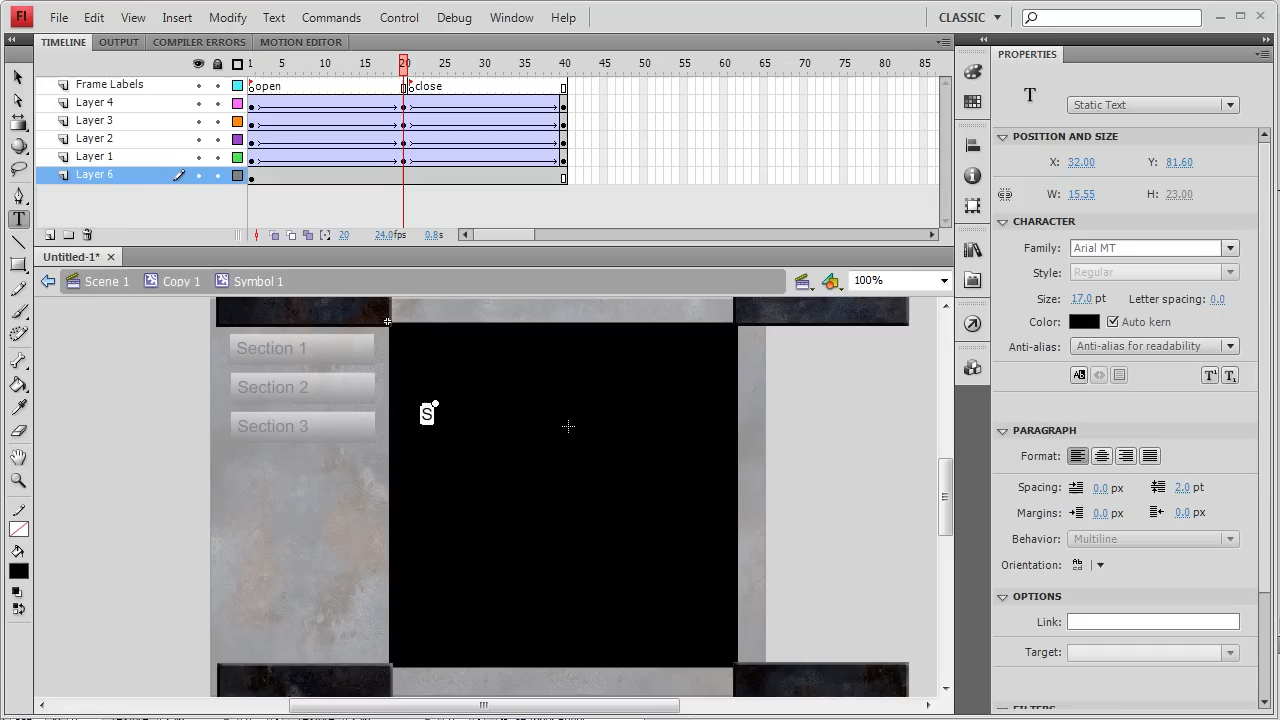 Fl File Edit View Insert Modify Text Commands Control Debug Window Help CLASSIC
TIMELINE OUTPUT COMPILER ERRORS MOTION EDITOR PROPERTIES
1 5 10 15 20 25 30 35 40 45 50 55 60 65 70 75 80 85
Frame Labels open close
Layer 4
Layer 3
Layer 2
Layer 1
Layer 6
20 24.0fps 0.8s
Untitled-1*
Scene 1 Copy 1 Symbol 1 100%
Section 1
Section 2
Section 3
S
T Static Text
POSITION AND SIZE
X: 32.00 Y: 81.60
W: 15.55 H: 23.00
CHARACTER
Family: Arial MT
Style: Regular
Size: 17.0 pt Letter spacing: 0.0
Color: Auto kern
Anti-alias: Anti-alias for readability
PARAGRAPH
Format:
Spacing: 0.0 px 2.0 pt
Margins: 0.0 px 0.0 px
Behavior: Multiline
Orientation:
OPTIONS
Link:
Target: